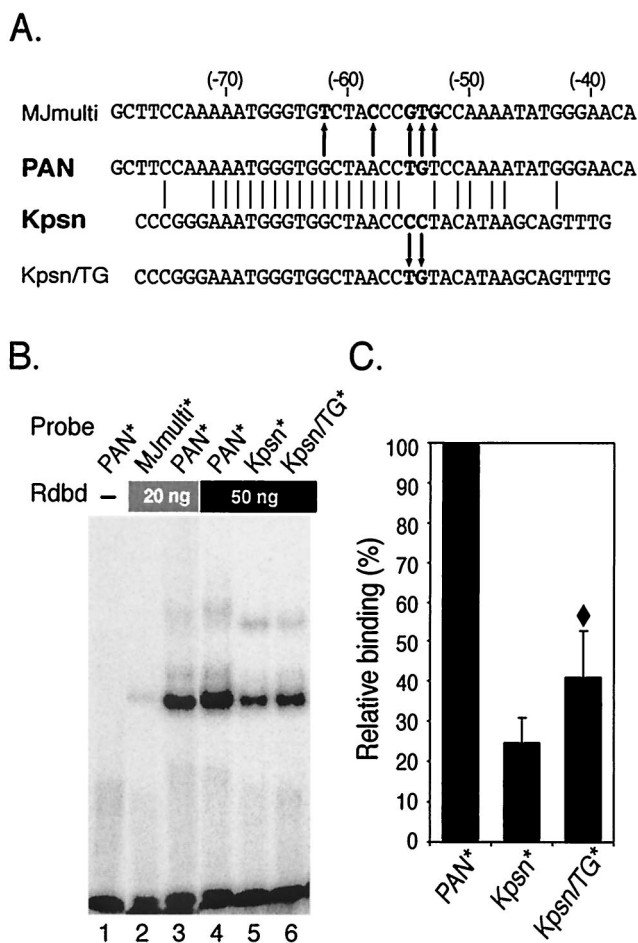 A.
(-70) (-60) (-50) (-40)
MJmulti GCTTCCAAAAATGGGTGTCTACCCGTGCCAAAATATGGGAACA
PAN GCTTCCAAAAATGGGTGGCTAACCTGTCCAAAATATGGGAACA
Kpsn CCCGGGAAATGGGTGGCTAACCCCTACATAAGCAGTTTG
Kpsn/TG CCCGGGAAATGGGTGGCTAACCTGTACATAAGCAGTTTG
B.
Probe PAN* MJmulti* PAN* PAN* Kpsn* Kpsn/TG*
Rdbd – 20 ng 50 ng
1 2 3 4 5 6
C.
Relative binding (%)
100
90
80
70
60
50
40
30
20
10
0
PAN* Kpsn* Kpsn/TG*